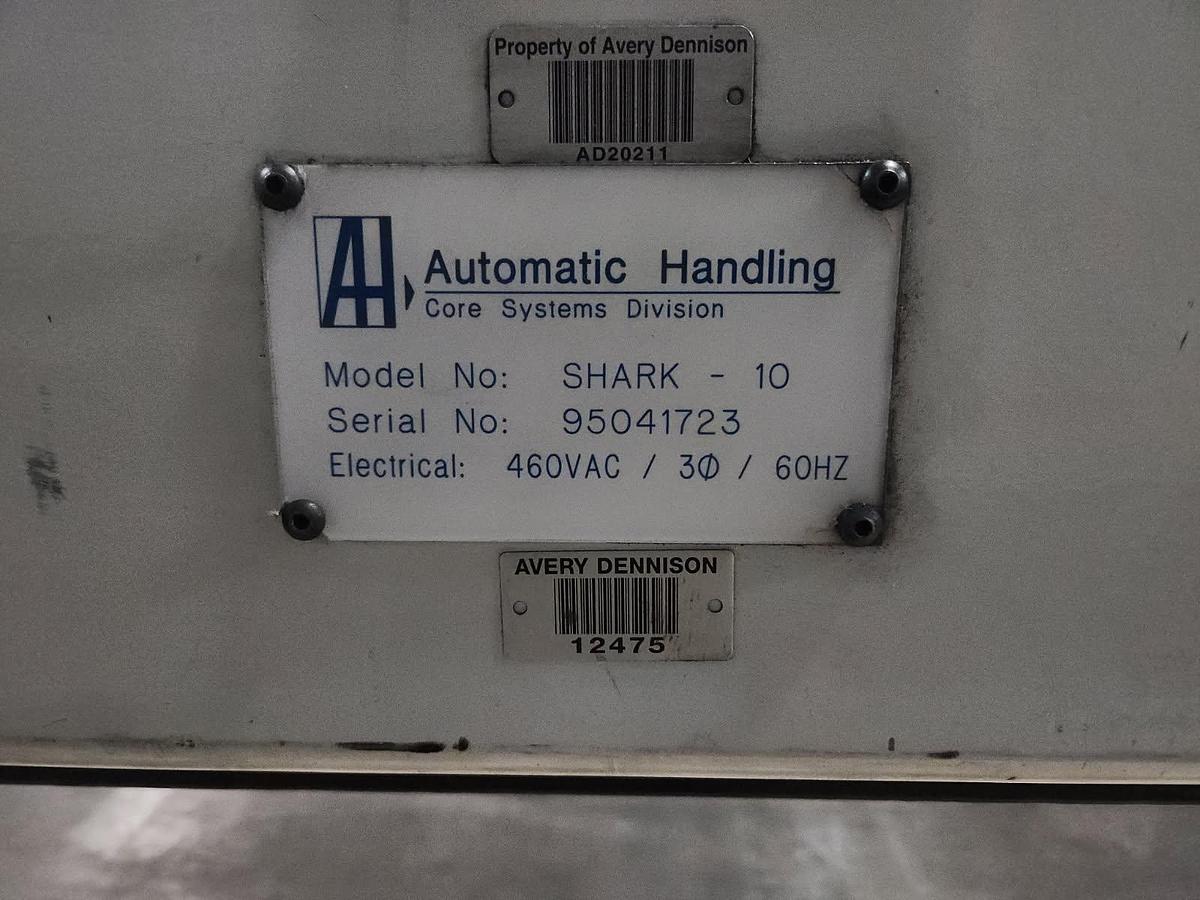 Property of Avery Dennison
AD20211
AH
Automatic Handling
Core Systems Division
Model No: SHARK - 10
Serial No: 95041723
Electrical: 460VAC / 3Ø / 60HZ
AVERY DENNISON
12475